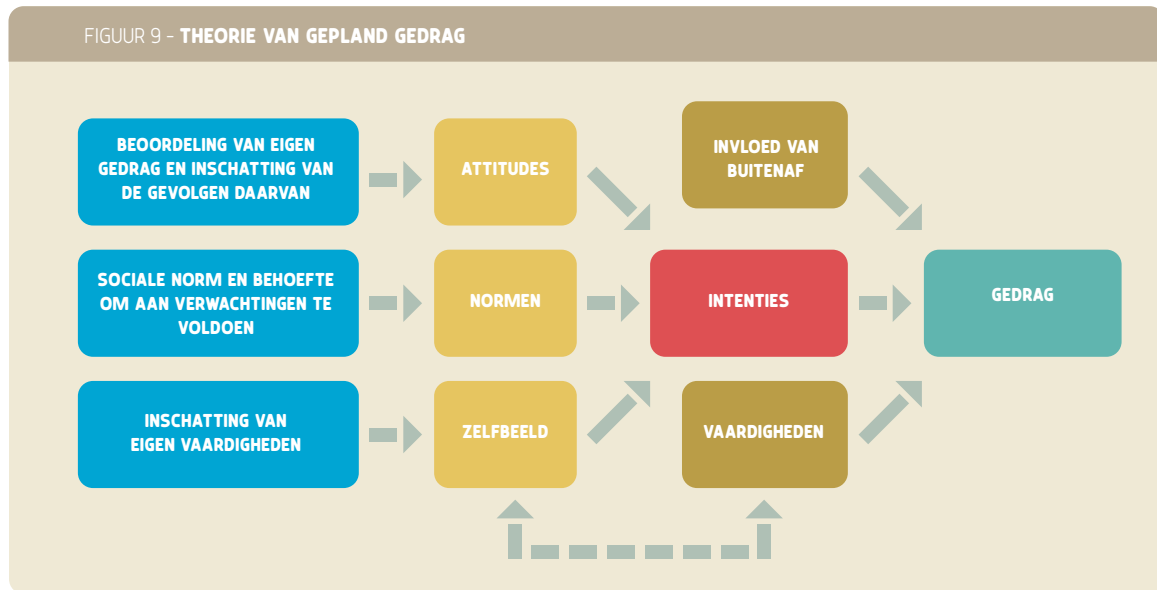 FIGUUR 9 - THEORIE VAN GEPLAND GEDRAG
BEOORDELING VAN EIGEN
GEDRAG EN INSCHATTING VAN
DE GEVOLGEN DAARVAN
ATTITUDES
INVLOED VAN
BUITENAF
SOCIALE NORM EN BEHOEFTE
OM AAN VERWACHTINGEN TE
VOLDOEN
NORMEN
INTENTIES
GEDRAG
INSCHATTING VAN
EIGEN VAARDIGHEDEN
ZELFBEELD
VAARDIGHEDEN